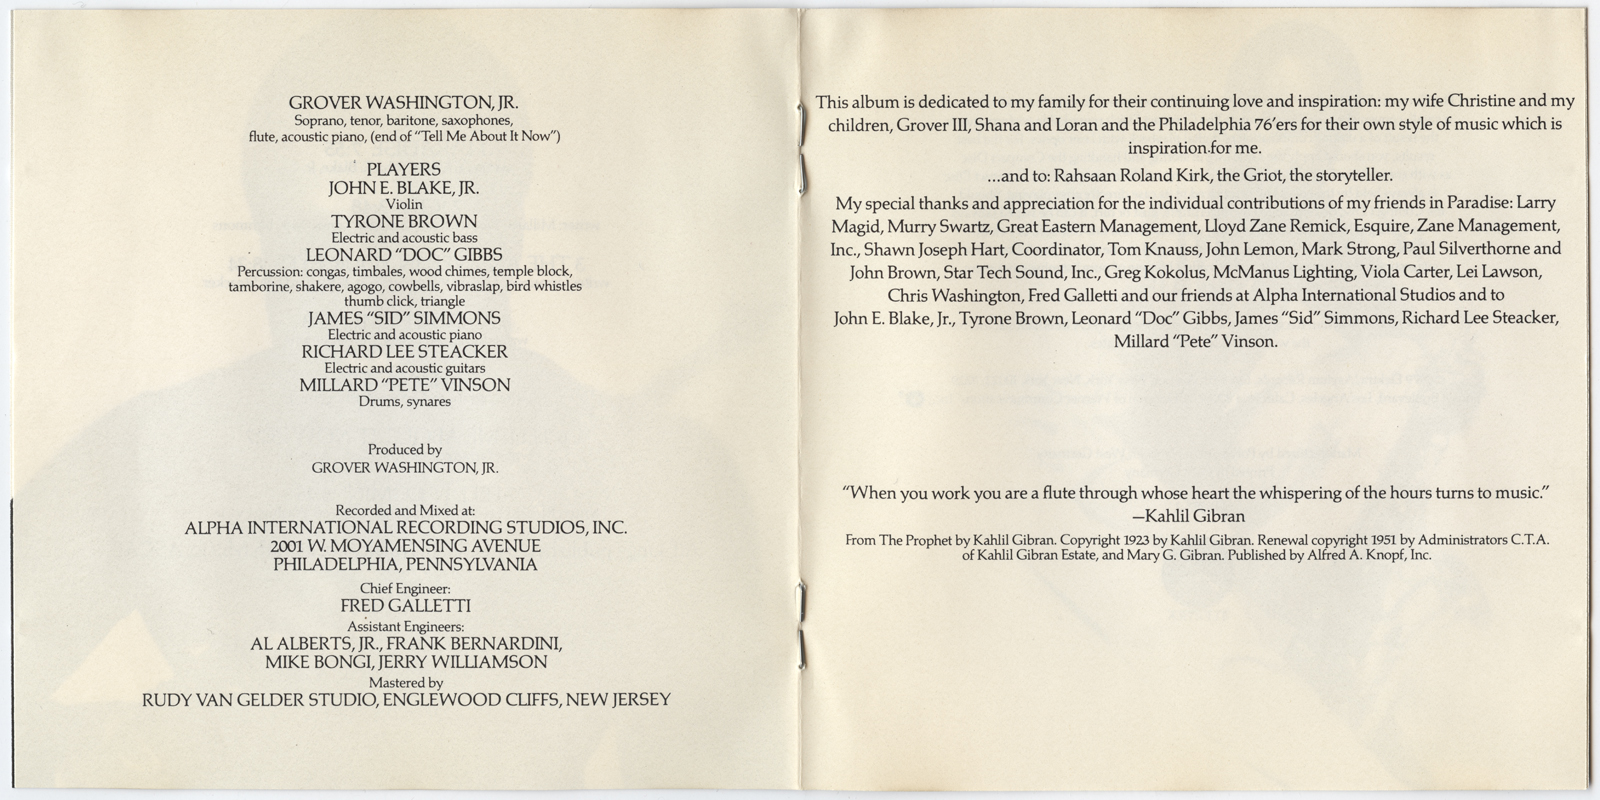 GROVER WASHINGTON, JR.
Soprano, tenor, baritone, saxophones,
flute, acoustic piano, (end of “Tell Me About It Now”)
PLAYERS
JOHN E. BLAKE, JR.
Violin
TYRONE BROWN
Electric and acoustic bass
LEONARD “DOC” GIBBS
Percussion: congas, timbales, wood chimes, temple block,
tamborine, shakere, agogo, cowbells, vibraslap, bird whistles
thumb click, triangle
JAMES “SID” SIMMONS
Electric and acoustic piano
RICHARD LEE STEACKER
Electric and acoustic guitars
MILLARD “PETE” VINSON
Drums, synares
Produced by
GROVER WASHINGTON, JR.
Recorded and Mixed at:
ALPHA INTERNATIONAL RECORDING STUDIOS, INC.
2001 W. MOYAMENSING AVENUE
PHILADELPHIA, PENNSYLVANIA
Chief Engineer:
FRED GALLETTI
Assistant Engineers:
AL ALBERTS, JR., FRANK BERNARDINI,
MIKE BONGI, JERRY WILLIAMSON
Mastered by
RUDY VAN GELDER STUDIO, ENGLEWOOD CLIFFS, NEW JERSEY
This album is dedicated to my family for their continuing love and inspiration: my wife Christine and my
children, Grover III, Shana and Loran and the Philadelphia 76’ers for their own style of music which is
inspiration for me.
...and to: Rahsaan Roland Kirk, the Griot, the storyteller.
My special thanks and appreciation for the individual contributions of my friends in Paradise: Larry
Magid, Murry Swartz, Great Eastern Management, Lloyd Zane Remick, Esquire, Zane Management,
Inc., Shawn Joseph Hart, Coordinator, Tom Knauss, John Lemon, Mark Strong, Paul Silverthorne and
John Brown, Star Tech Sound, Inc., Greg Kokolus, McManus Lighting, Viola Carter, Lei Lawson,
Chris Washington, Fred Galletti and our friends at Alpha International Studios and to
John E. Blake, Jr., Tyrone Brown, Leonard “Doc” Gibbs, James “Sid” Simmons, Richard Lee Steacker,
Millard “Pete” Vinson.
“When you work you are a flute through whose heart the whispering of the hours turns to music.”
—Kahlil Gibran
From The Prophet by Kahlil Gibran. Copyright 1923 by Kahlil Gibran. Renewal copyright 1951 by Administrators C.T.A.
of Kahlil Gibran Estate, and Mary G. Gibran. Published by Alfred A. Knopf, Inc.